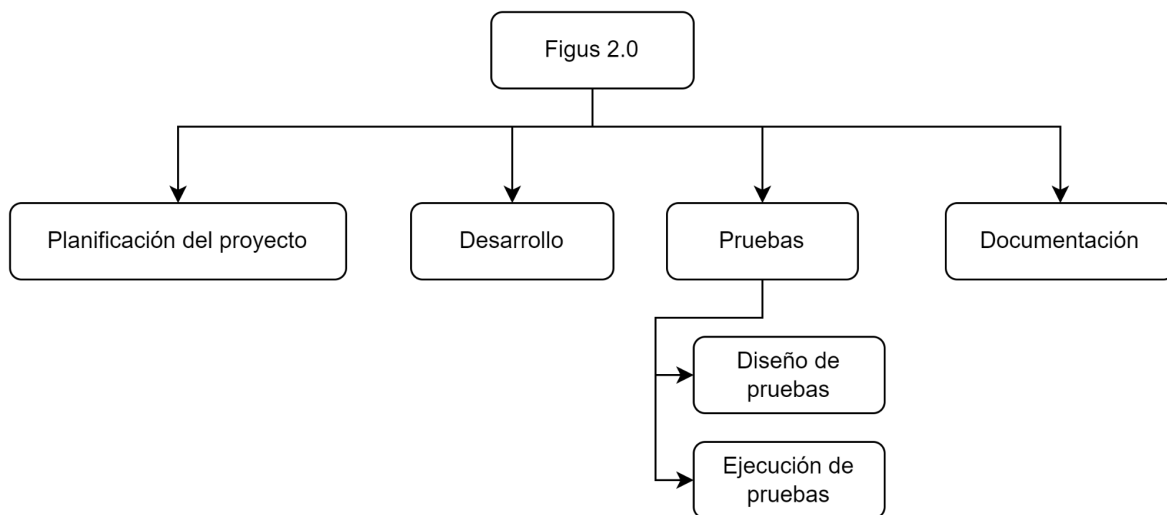 Figus 2.0
Planificación del proyecto
Desarrollo
Pruebas
Documentación
Diseño de
pruebas
Ejecución de
pruebas